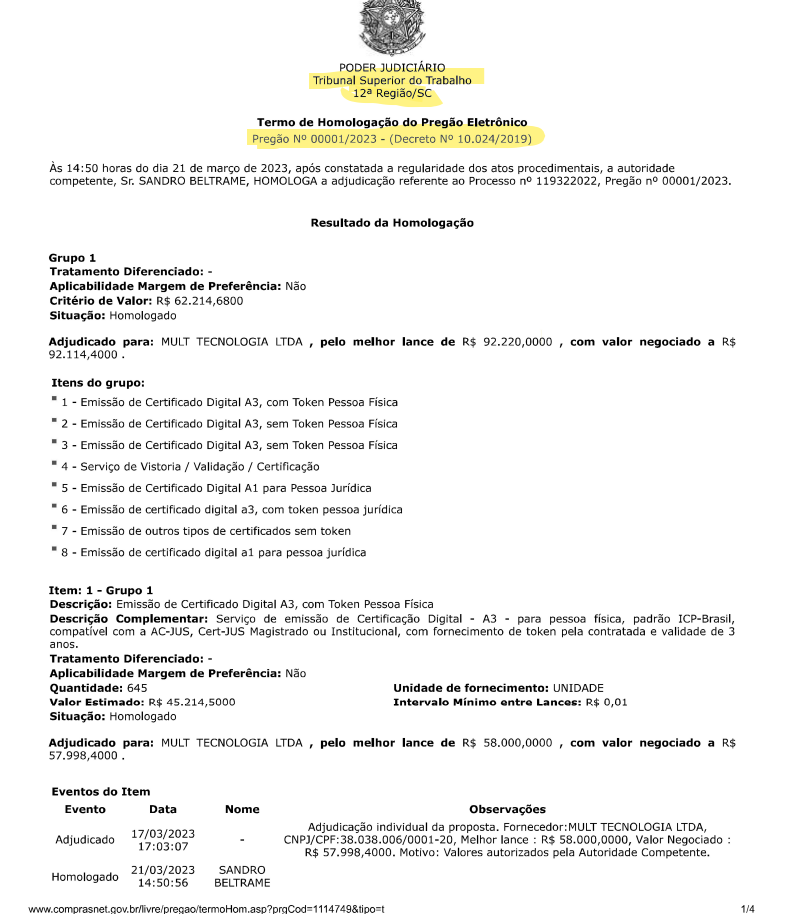 PODER JUDICIÁRIO
Tribunal Superior do Trabalho
12ª Região/SC
Termo de Homologação do Pregão Eletrônico
Pregão Nº 00001/2023 - (Decreto Nº 10.024/2019)
Às 14:50 horas do dia 21 de março de 2023, após constatada a regularidade dos atos procedimentais, a autoridade
competente, Sr. SANDRO BELTRAME, HOMOLOGA a adjudicação referente ao Processo nº 119322022, Pregão nº 00001/2023.
Resultado da Homologação
Grupo 1
Tratamento Diferenciado: -
Aplicabilidade Margem de Preferência: Não
Critério de Valor: R$ 62.214,6800
Situação: Homologado
Adjudicado para: MULT TECNOLOGIA LTDA , pelo melhor lance de R$ 92.220,0000 , com valor negociado a R$
92.114,4000 .
Itens do grupo:
1 - Emissão de Certificado Digital A3, com Token Pessoa Física
2 - Emissão de Certificado Digital A3, sem Token Pessoa Física
3 - Emissão de Certificado Digital A3, sem Token Pessoa Física
4 - Serviço de Vistoria / Validação / Certificação
5 - Emissão de Certificado Digital A1 para Pessoa Jurídica
6 - Emissão de certificado digital a3, com token pessoa jurídica
7 - Emissão de outros tipos de certificados sem token
8 - Emissão de certificado digital a1 para pessoa jurídica
Item: 1 - Grupo 1
Descrição: Emissão de Certificado Digital A3, com Token Pessoa Física
Descrição Complementar: Serviço de emissão de Certificação Digital - A3 - para pessoa física, padrão ICP-Brasil,
compatível com a AC-JUS, Cert-JUS Magistrado ou Institucional, com fornecimento de token pela contratada e validade de 3
anos.
Tratamento Diferenciado: -
Aplicabilidade Margem de Preferência: Não
Quantidade: 645 Unidade de fornecimento: UNIDADE
Valor Estimado: R$ 45.214,5000 Intervalo Mínimo entre Lances: R$ 0,01
Situação: Homologado
Adjudicado para: MULT TECNOLOGIA LTDA , pelo melhor lance de R$ 58.000,0000 , com valor negociado a R$
57.998,4000 .
Eventos do Item
Evento Data Nome Observações
Adjudicado 17/03/2023 17:03:07 - Adjudicação individual da proposta. Fornecedor:MULT TECNOLOGIA LTDA,
CNPJ/CPF:38.038.006/0001-20, Melhor lance : R$ 58.000,0000, Valor Negociado :
R$ 57.998,4000. Motivo: Valores autorizados pela Autoridade Competente.
Homologado 21/03/2023 14:50:56 SANDRO BELTRAME
www.comprasnet.gov.br/livre/pregao/termoHom.asp?prgCod=1114749&tipo=t 1/4